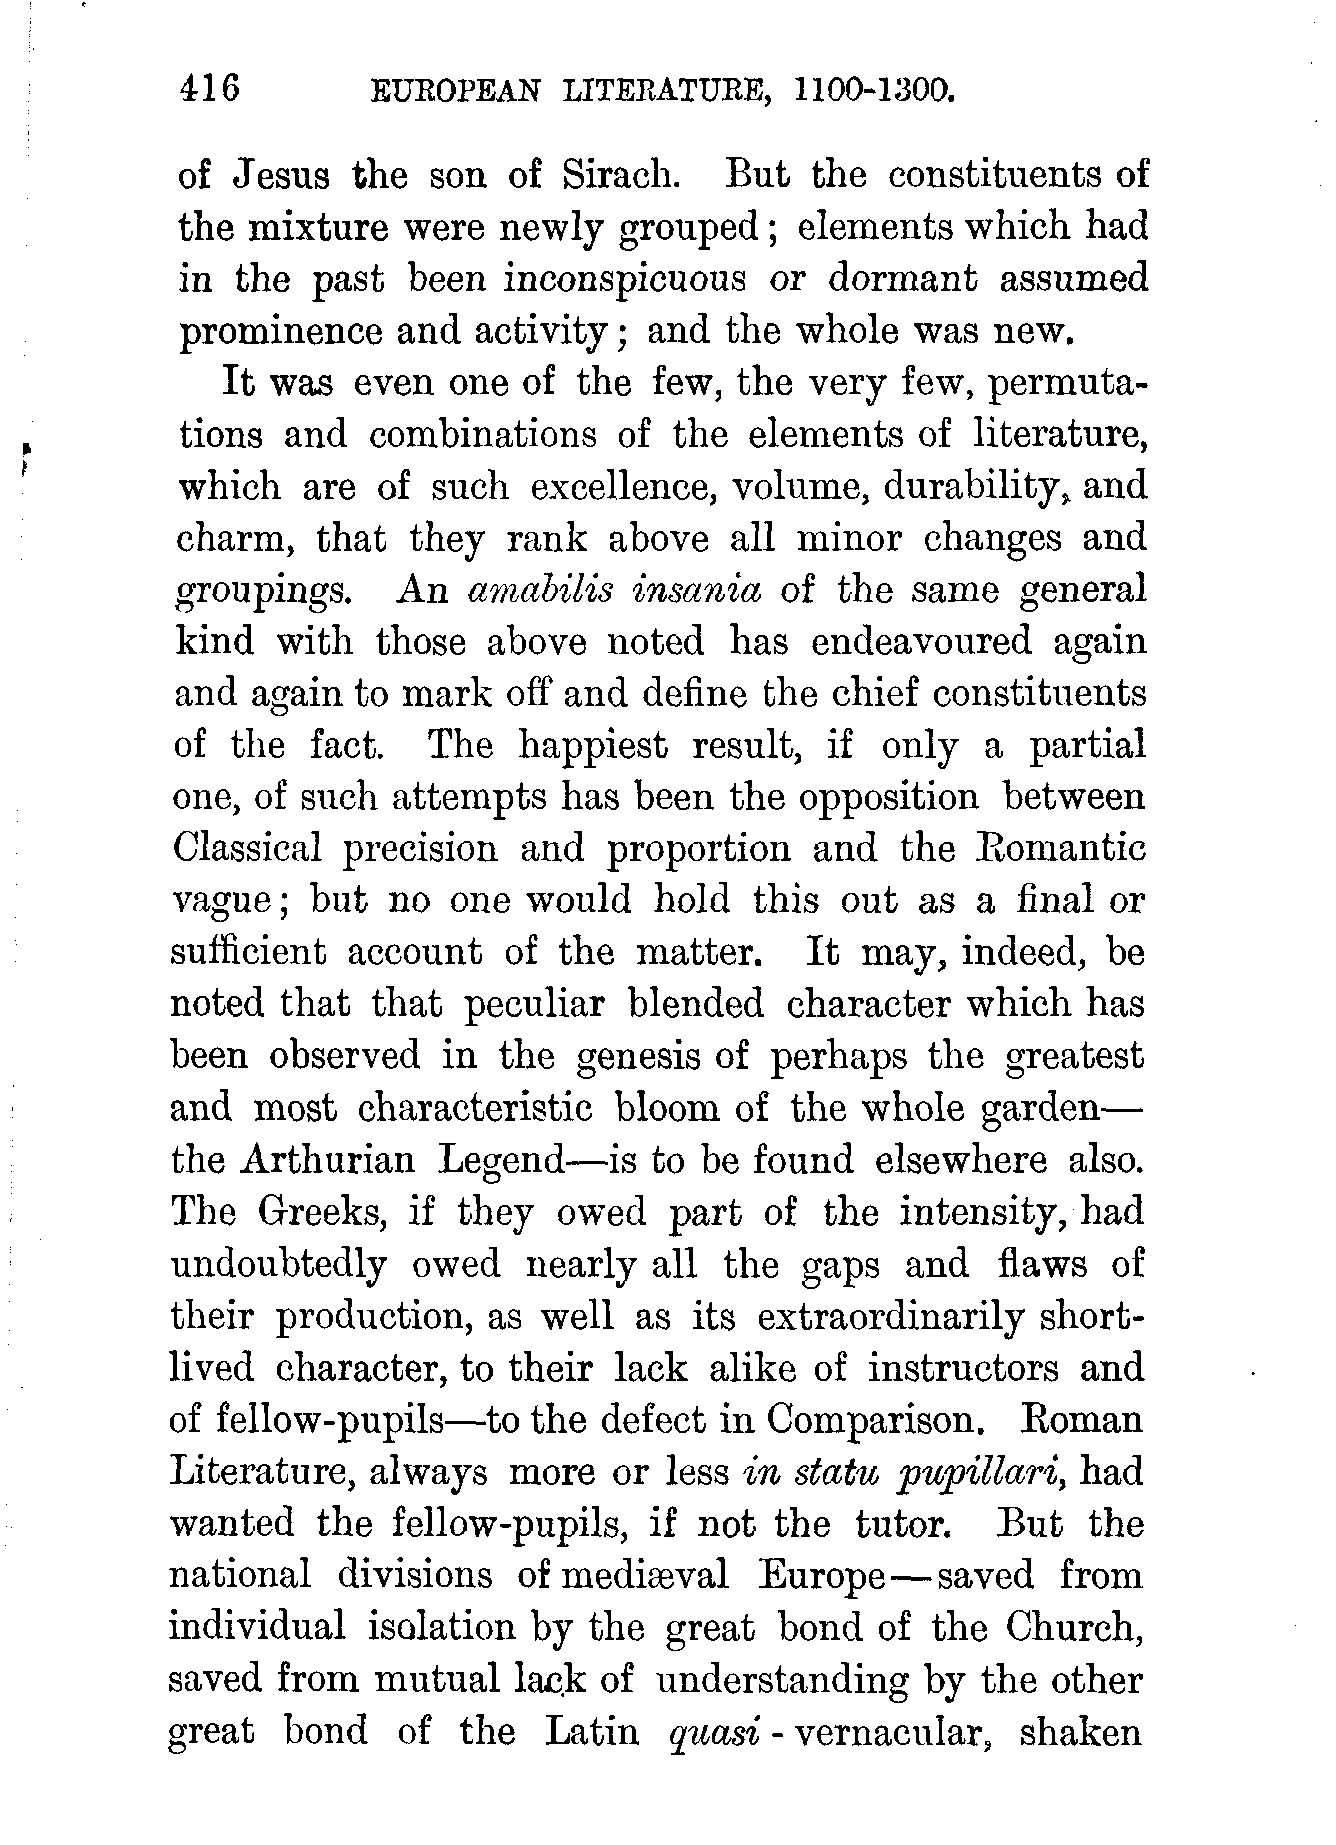 416 EUROPEAN LITERATURE, 1100-1300.
of Jesus the son of Sirach. But the constituents of
the mixture were newly grouped; elements which had
in the past been inconspicuous or dormant assumed
prominence and activity; and the whole was new.
It was even one of the few, the very few, permuta-
tions and combinations of the elements of literature,
which are of such excellence, volume, durability, and
charm, that they rank above all minor changes and
groupings. An amabilis insania of the same general
kind with those above noted has endeavoured again
and again to mark off and define the chief constituents
of the fact. The happiest result, if only a partial
one, of such attempts has been the opposition between
Classical precision and proportion and the Romantic
vague; but no one would hold this out as a final or
sufficient account of the matter. It may, indeed, be
noted that that peculiar blended character which has
been observed in the genesis of perhaps the greatest
and most characteristic bloom of the whole garden—
the Arthurian Legend—is to be found elsewhere also.
The Greeks, if they owed part of the intensity, had
undoubtedly owed nearly all the gaps and flaws of
their production, as well as its extraordinarily short-
lived character, to their lack alike of instructors and
of fellow-pupils—to the defect in Comparison. Roman
Literature, always more or less in statu pupillari, had
wanted the fellow-pupils, if not the tutor. But the
national divisions of mediæval Europe—saved from
individual isolation by the great bond of the Church,
saved from mutual lack of understanding by the other
great bond of the Latin quasi-vernacular, shaken